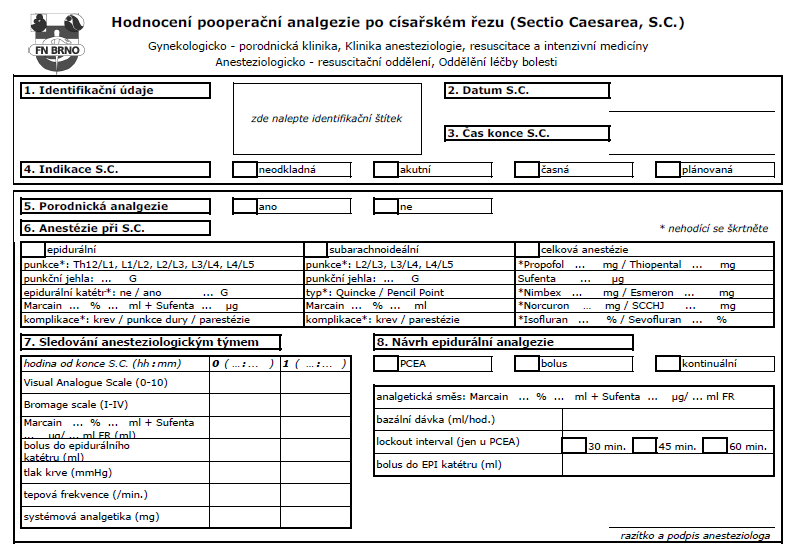 FN BRNO
Hodnocení pooperační analgezie po císařském řezu (Sectio Caesarea, S.C.)
Gynekologicko - porodnická klinika, Klinika anesteziologie, resuscitace a intenzivní medicíny
Anesteziologicko - resuscitační oddělení, Oddělení léčby bolesti
1. Identifikační údaje
zde nalepte identifikační štítek
2. Datum S.C.
3. Čas konce S.C.
4. Indikace S.C. neodkladná akutní časná plánovaná
5. Porodnická analgezie ano ne
6. Anestézie při S.C. * nehodící se škrtněte
epidurální subarachnoideální celková anestézie
punkce*: Th12/L1, L1/L2, L2/L3, L3/L4, L4/L5 punkce*: L2/L3, L3/L4, L4/L5 *Propofol ... mg / Thiopental ... mg
punkční jehla: ... G punkční jehla: ... G Sufenta ... µg
epidurální katétr*: ne / ano ... G typ*: Quincke / Pencil Point *Nimbex ... mg / Esmeron ... mg
Marcain ... % ... ml + Sufenta ... µg Marcain ... % ... ml *Norcuron ... mg / SCCHJ ... mg
komplikace*: krev / punkce dury / parestézie komplikace*: krev / parestézie *Isofluran ... % / Sevofluran ... %
7. Sledování anesteziologickým týmem
hodina od konce S.C. (hh:mm) 0 ( ...:... ) 1 ( ...:... )
Visual Analogue Scale (0-10)
Bromage scale (I-IV)
Marcain ... % ... ml + Sufenta
... µg/ ... ml FR (ml)
bolus do epidurálního
katétru (ml)
tlak krve (mmHg)
tepová frekvence (/min.)
systémová analgetika (mg)
8. Návrh epidurální analgezie
PCEA bolus kontinuální
analgetická směs: Marcain ... % ... ml + Sufenta ... µg/ ... ml FR
bazální dávka (ml/hod.)
lockout interval (jen u PCEA) 30 min. 45 min. 60 min.
bolus do EPI katétru (ml)
razítko a podpis anesteziologa